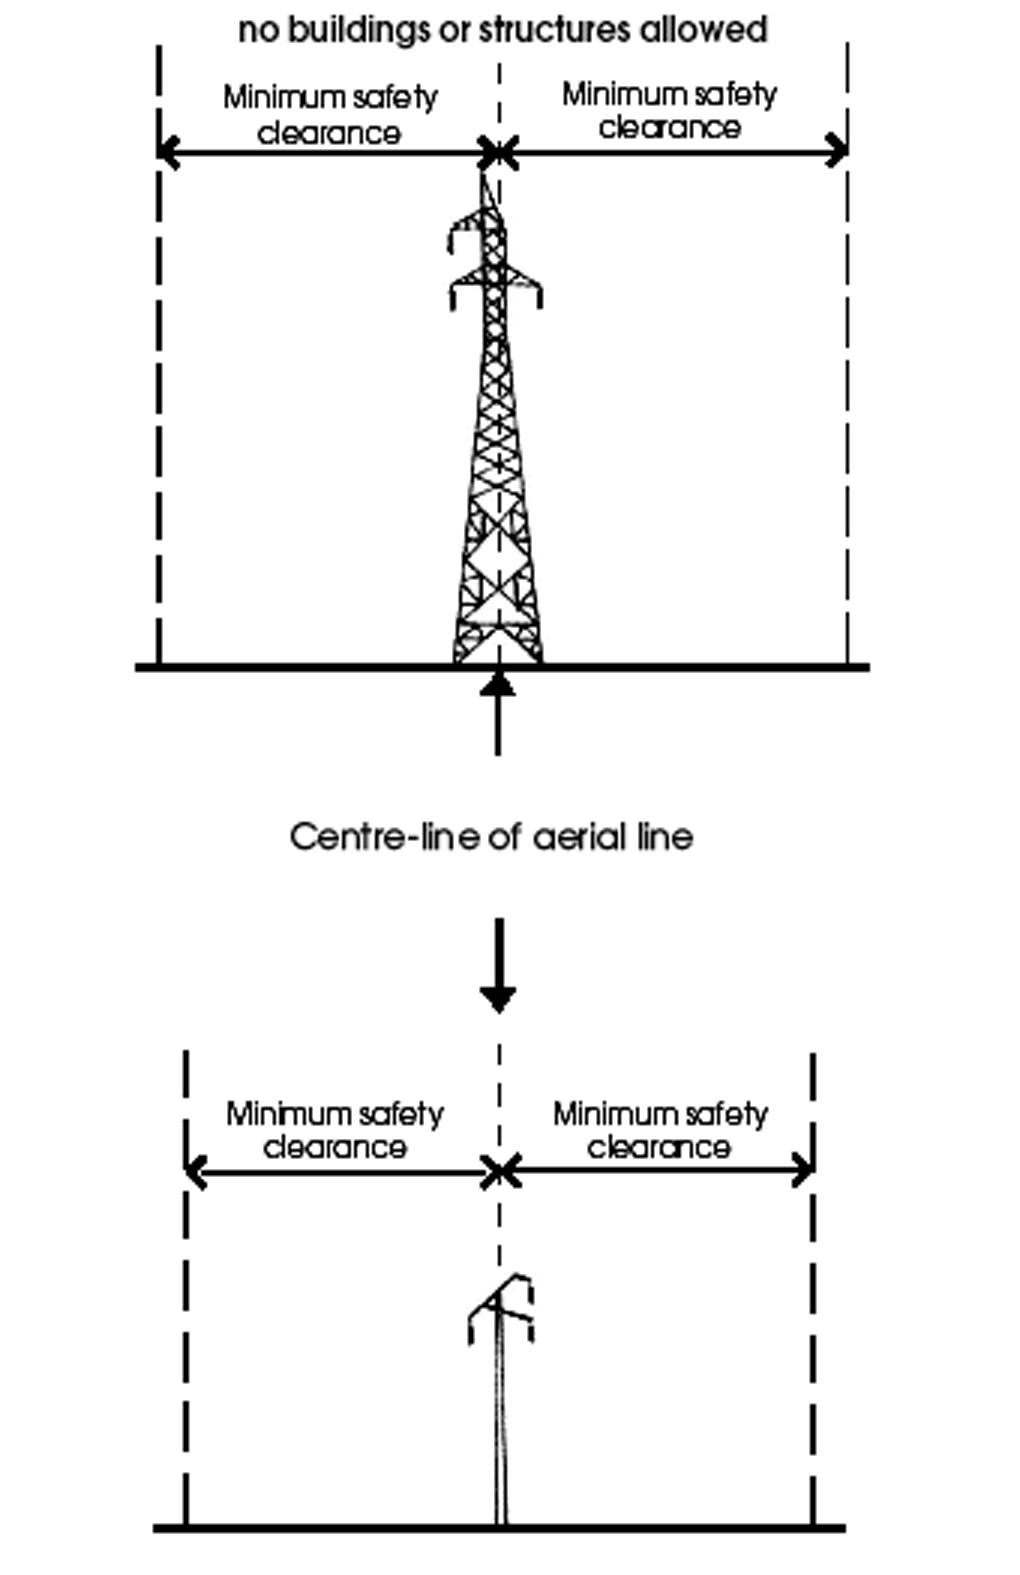 no buildings or structures allowed
Minimum safety
clearance
Minimum safety
clearance
Centre-line of aerial line
Minimum safety
clearance
Minimum safety
clearance